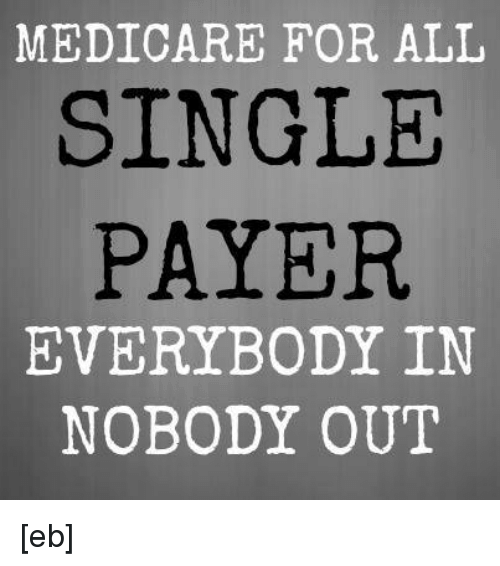 MEDICARE FOR ALL
SINGLE
PAYER
EVERYBODY IN
NOBODY OUT
[eb]